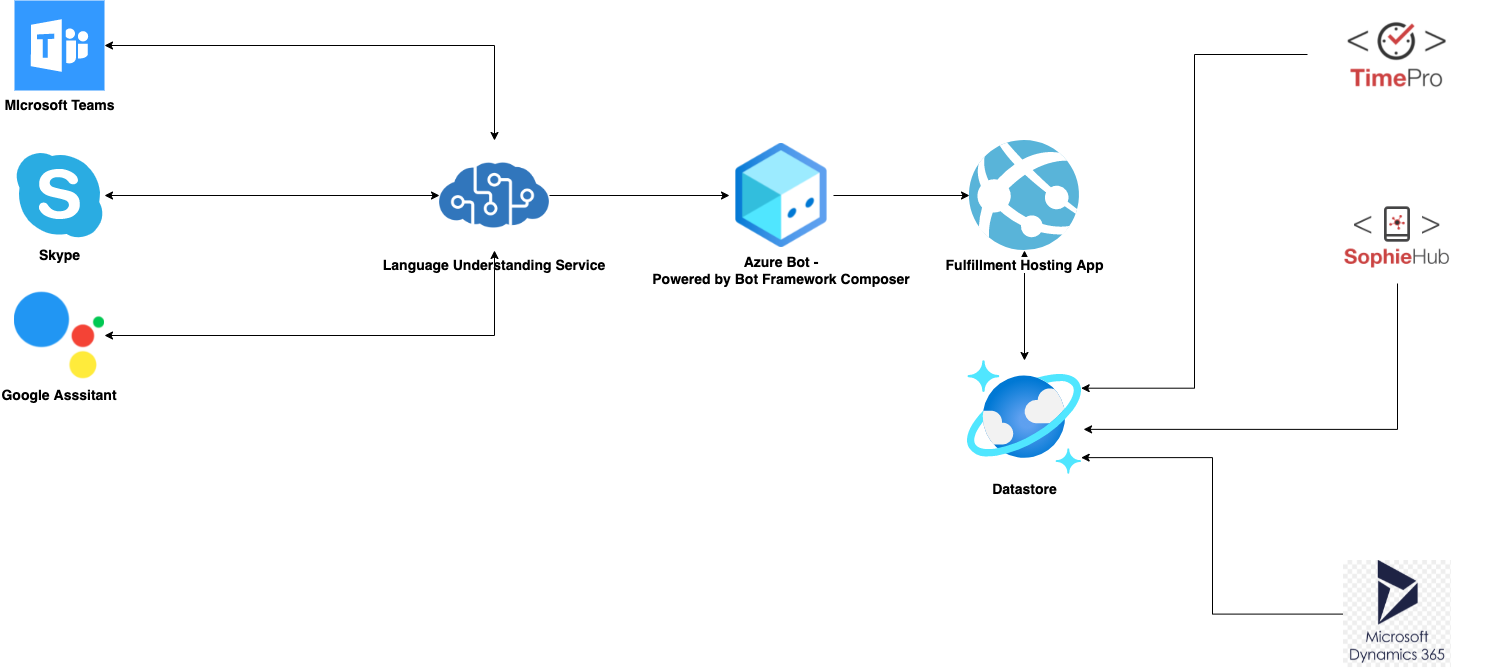 MIcrosoft Teams
Skype
Google Asssitant
Language Understanding Service
Azure Bot -
Powered by Bot Framework Composer
Fulfillment Hosting App
Datastore
< >
TimePro
< >
SophieHub
Microsoft
Dynamics 365